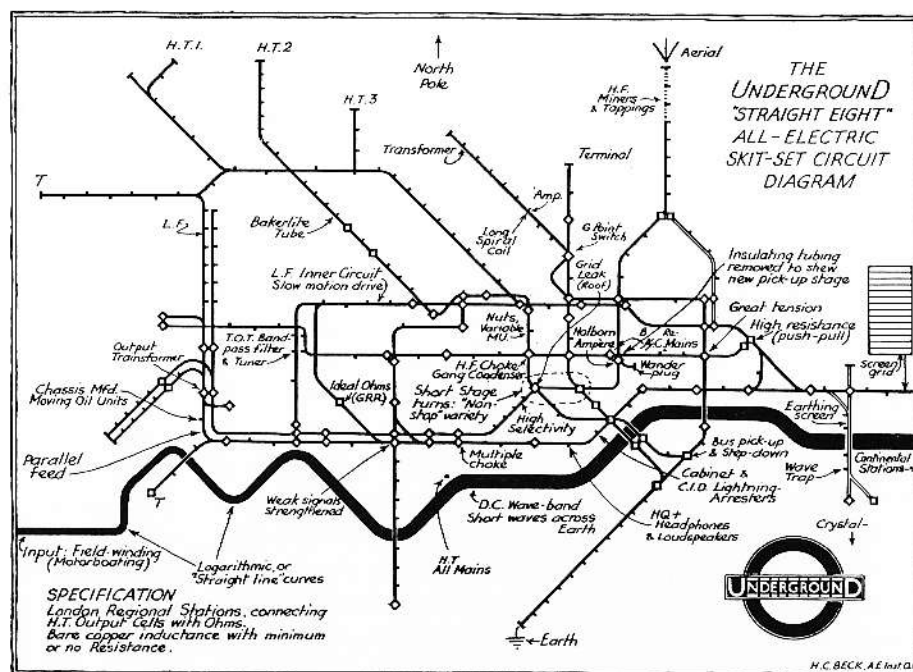 THE
UNDERGROUND
"STRAIGHT EIGHT"
ALL-ELECTRIC
SKIT-SET CIRCUIT
DIAGRAM
H.T.1.
H.T.2
H.T.3
North
Pole
Aerial
H.F.
Miners
& Tappings
Transformer
Terminal
'Amp.
T
L.F.
Bakerlite
Tube
Long
Spiral
Coil
G Point
Switch
Grid
Leak
(Roof)
Insulating tubing
removed to shew
new pick-up stage
L.F. Inner Circuit
Slow motion drive)
Great tension
High resistance
(push-pull)
Nuts,
Variable
MU.
Holborn
Ampere
A.C. Mains
Wander
plug
T.O.T. Band-
pass filter
& Tuner
Output
Trainsformer
H.F. Choke
Gang Condenser
Screen
grid
Chassis Mfd.
Moving Oil Units
Ideal Ohms
(GRR)
Short Stage
turns: "Non-
stop" variety
High
Selectivity
Earthing
screen
Parallel
feed
Multiple
choke
Bus pick-up
& Step-down
Continental
Stations
Wave
Trap
Cabinet &
C.I.D. Lightning-
Arresters
T
Weak signals
strengthened
D.C. Wave-band
Short waves across
Earth
HQ+
Headphones
& Loudspeakers
Crystal-
Input: Field-winding
(Motorboating)
Logarithmic, or
"Straight line" curves
H.T
All Mains
UNDERGROUND
SPECIFICATION
London Regional Stations, connecting
H.T. Output Cells with Ohms.
Bare copper inductance with minimum
or no Resistance.
Earth
H.C. BECK, A.E.